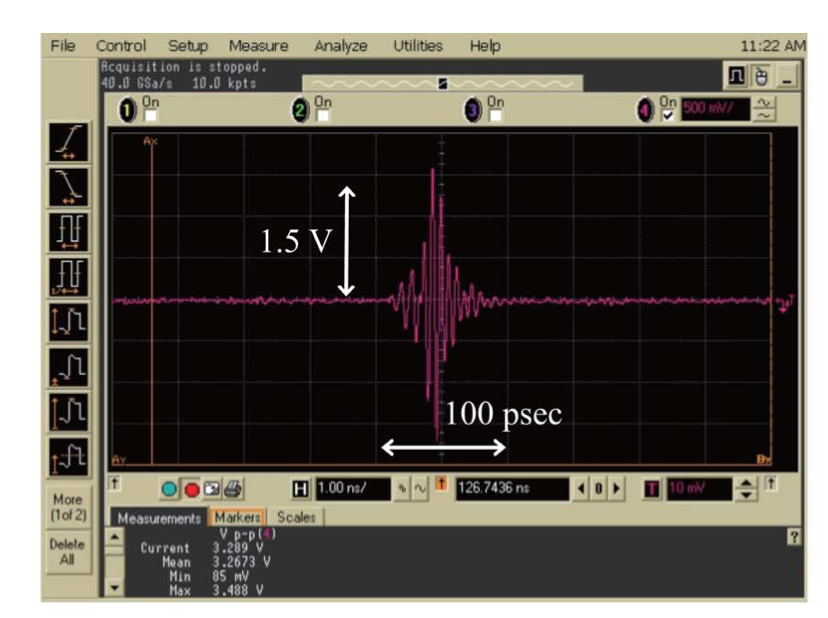 File Control Setup Measure Analyze Utilities Help 11:22 AM
Acquisition is stopped.
40.0 GSa/s 10.0 kpts
1 On 2 On 3 On 4 On 500 mV/
Ax
1.5 V
T
100 psec
Ay Bx
H 1.00 ns/ 126.7436 ns 0 T 10 mV
More
(1 of 2)
Delete
All
Measurements Markers Scales
V p-p(4)
Current 3.289 V
Mean 3.2673 V
Min 85 mV
Max 3.488 V
?